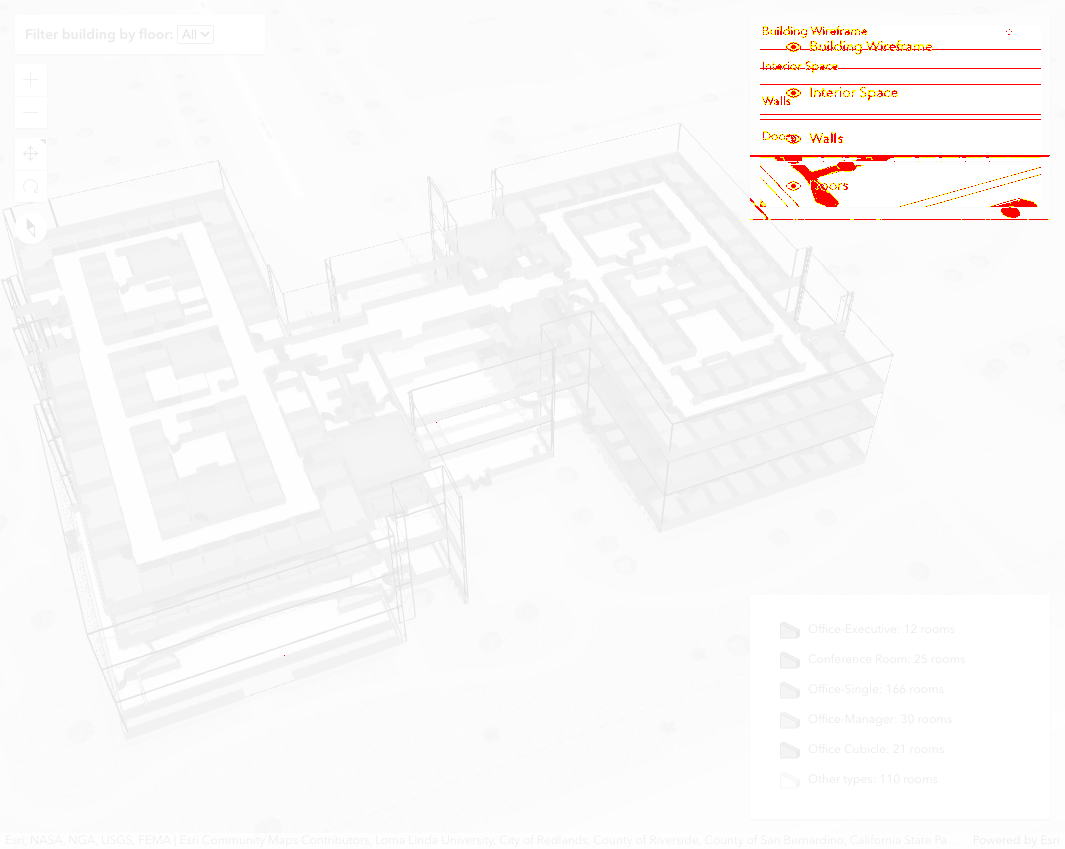 Filter building by floor: All
Building Wireframe
Building Wireframe
Interior Space
Interior Space
Walls
Doors
Walls
Doors
Office-Executive: 12 rooms
Conference Room: 25 rooms
Office-Single: 166 rooms
Office-Manager: 30 rooms
Office Cubicle: 21 rooms
Other types: 110 rooms
Esri, NASA, NGA, USGS, FEMA | Esri Community Maps Contributors, Loma Linda University, City of Redlands, County of Riverside, County of San Bernardino, California State Pa... Powered by Esri